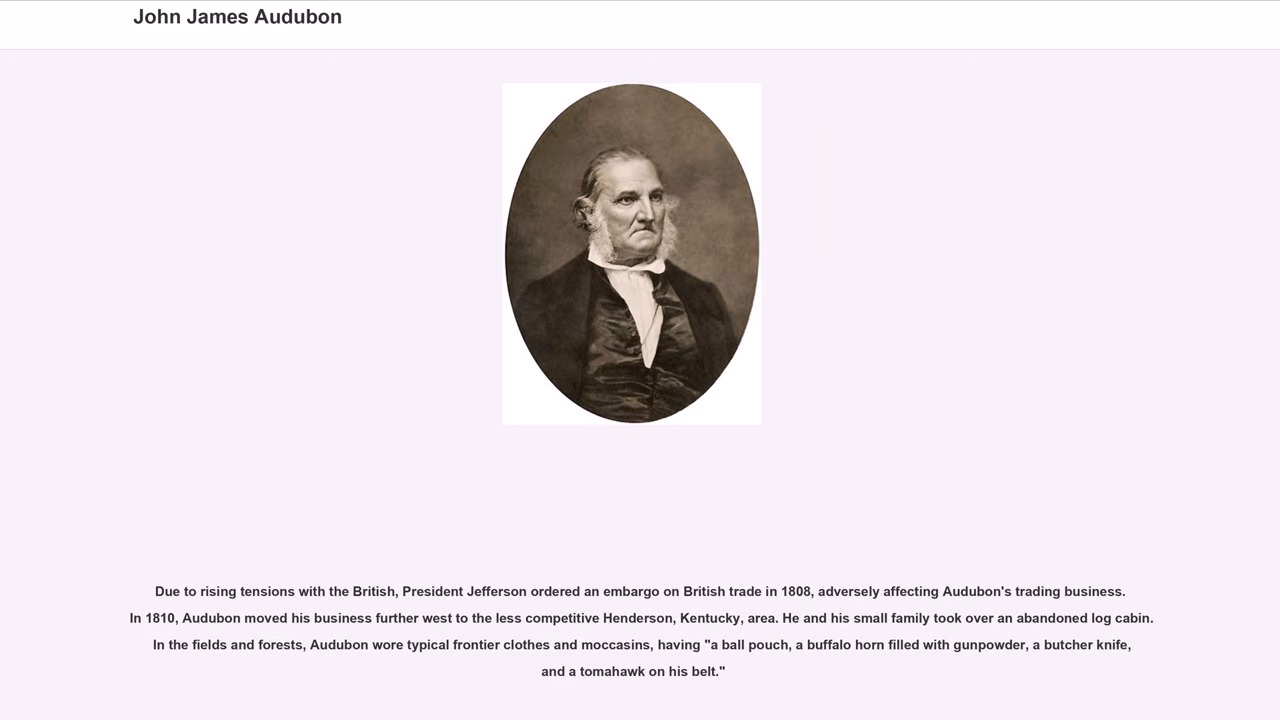 John James Audubon
Due to rising tensions with the British, President Jefferson ordered an embargo on British trade in 1808, adversely affecting Audubon's trading business.
In 1810, Audubon moved his business further west to the less competitive Henderson, Kentucky, area. He and his small family took over an abandoned log cabin.
In the fields and forests, Audubon wore typical frontier clothes and moccasins, having "a ball pouch, a buffalo horn filled with gunpowder, a butcher knife,
and a tomahawk on his belt."